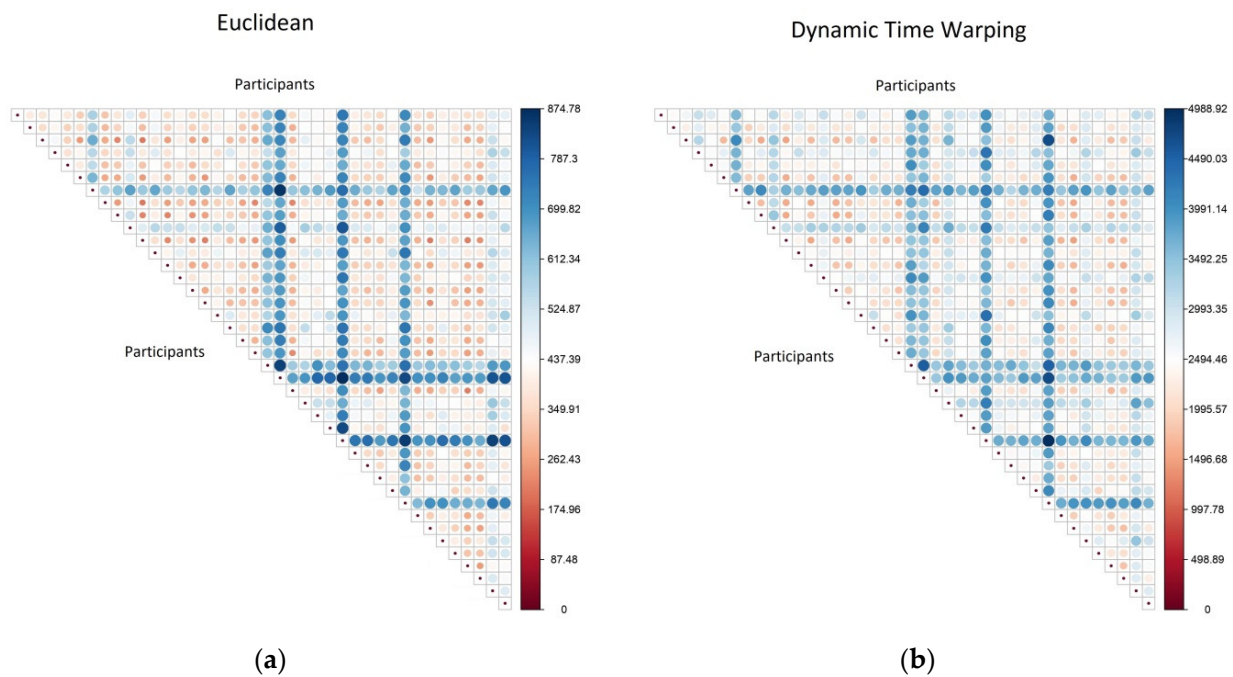 Euclidean
Dynamic Time Warping
Participants
Participants
874.78
787.3
699.82
612.34
524.87
437.39
349.91
262.43
174.96
87.48
0
4988.92
4490.03
3991.14
3492.25
2993.35
2494.46
1995.57
1496.68
997.78
498.89
0
Participants
Participants
(a)
(b)